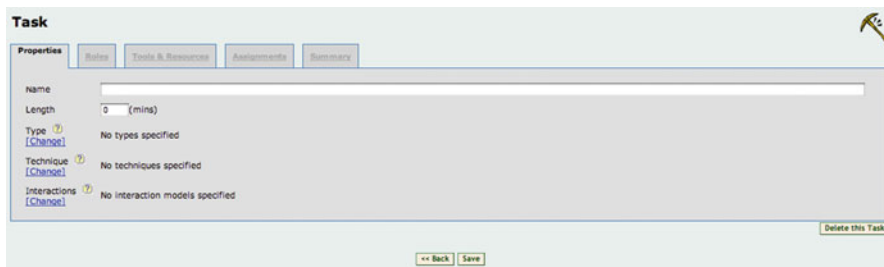 Task
Properties Roles Tools & Resources Assignments Summary
Name
Length 0 (mins)
Type ?
[Change] No types specified
Technique ?
[Change] No techniques specified
Interactions ?
[Change] No interaction models specified
Delete this Task
<< Back Save